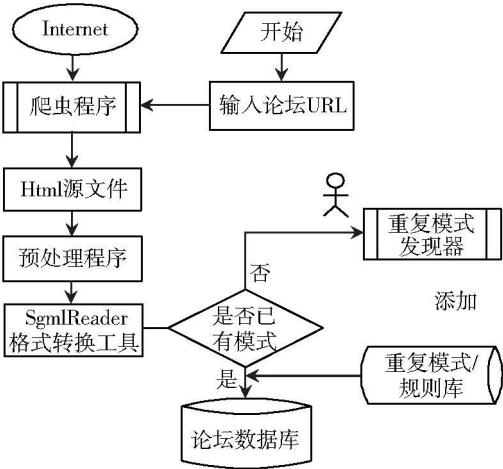 Internet
开始
爬虫程序
输入论坛URL
Html源文件
重复模式
发现器
预处理程序
否
添加
SgmlReader
格式转换工具
是否已
有模式
是
重复模式/
规则库
论坛数据库